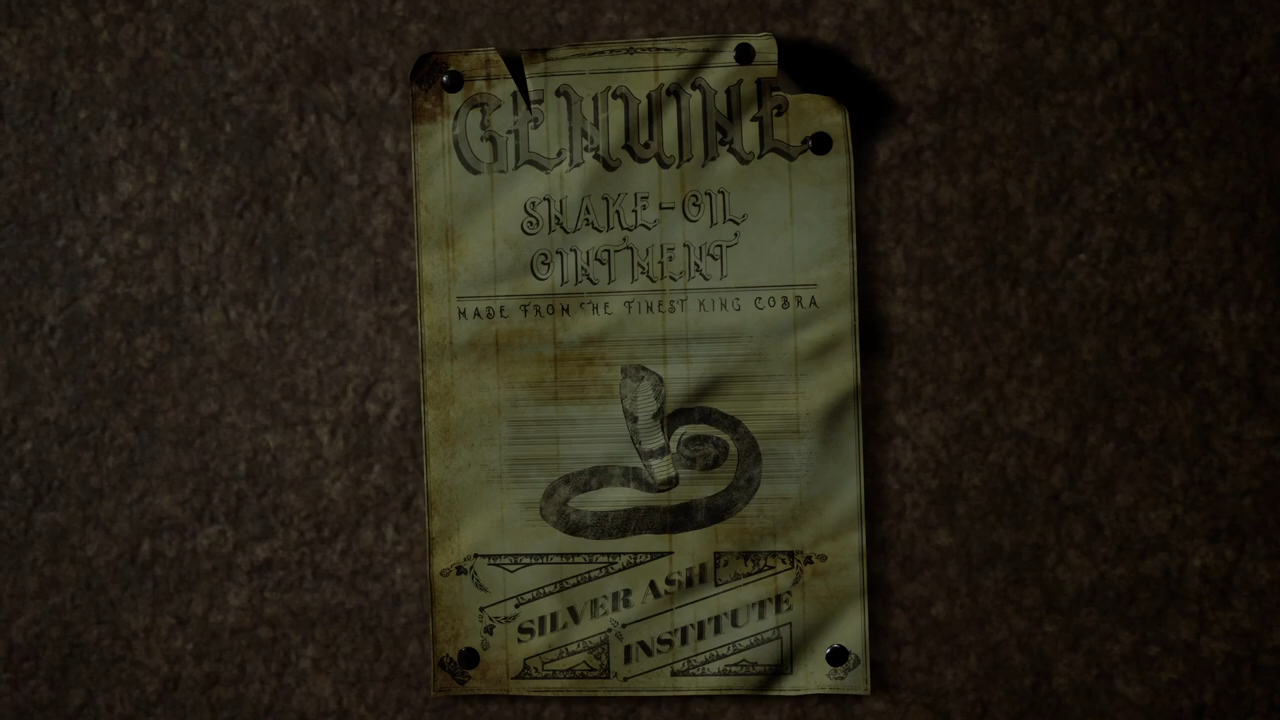 GENUINE
SNAKE-OIL
OINTMENT
MADE FROM THE FINEST KING COBRA
SILVER ASH
INSTITUTE